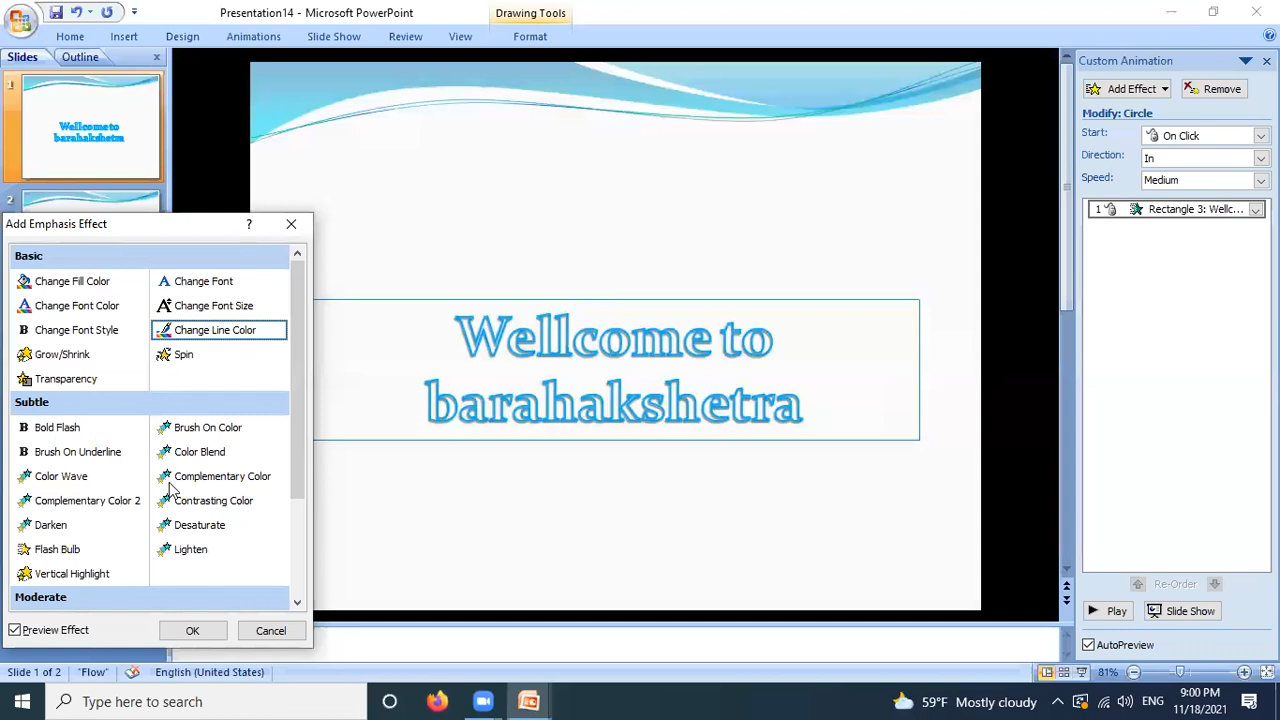 Presentation14 - Microsoft PowerPoint
Drawing Tools
Home
Insert
Design
Animations
Slide Show
Review
View
Format
Slides
Outline
Custom Animation
1
Wellcome to
barahakshetra
2
Add Effect
Remove
Modify: Circle
Start:
On Click
Direction:
In
Speed:
Medium
1
Rectangle 3: Wellc...
Add Emphasis Effect
?
Basic
Change Fill Color
Change Font
Change Font Color
Change Font Size
Change Font Style
Change Line Color
Grow/Shrink
Spin
Transparency
Subtle
Bold Flash
Brush On Color
Brush On Underline
Color Blend
Color Wave
Complementary Color
Complementary Color 2
Contrasting Color
Darken
Desaturate
Flash Bulb
Lighten
Vertical Highlight
Moderate
Preview Effect
OK
Cancel
Wellcome to
barahakshetra
Re-Order
Play
Slide Show
AutoPreview
Slide 1 of 2
"Flow"
English (United States)
81%
Type here to search
59°F Mostly cloudy
ENG
9:00 PM
11/18/2021